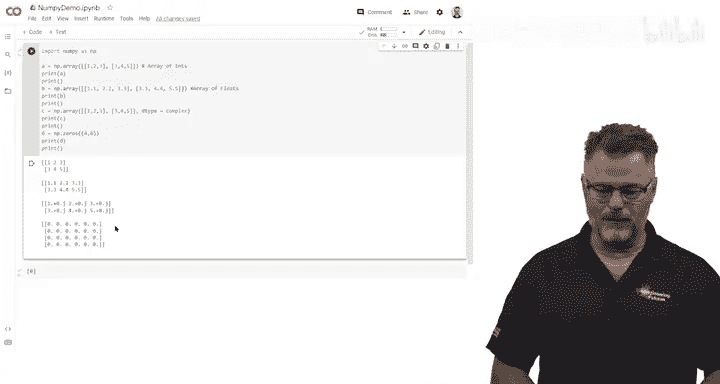 NumpyDemo.ipynb
File Edit View Insert Runtime Tools Help All changes saved
Comment Share
+ Code + Text
RAM
Disk
Editing
import numpy as np
a = np.array([[1,2,3], [3,4,5]]) # Array of Ints
print(a)
print()
b = np.array([[1.1, 2.2, 3.3], [3.3, 4.4, 5.5]]) #Array of Floats
print(b)
print()
c = np.array([[1,2,3], [3,4,5]], dtype = complex)
print(c)
print()
d = np.zeros((4,6))
print(d)
print()
[[1 2 3]
[3 4 5]]
[[1.1 2.2 3.3]
[3.3 4.4 5.5]]
[[1.+0.j 2.+0.j 3.+0.j]
[3.+0.j 4.+0.j 5.+0.j]]
[[0. 0. 0. 0. 0. 0.]
[0. 0. 0. 0. 0. 0.]
[0. 0. 0. 0. 0. 0.]
[0. 0. 0. 0. 0. 0.]]
bilibili